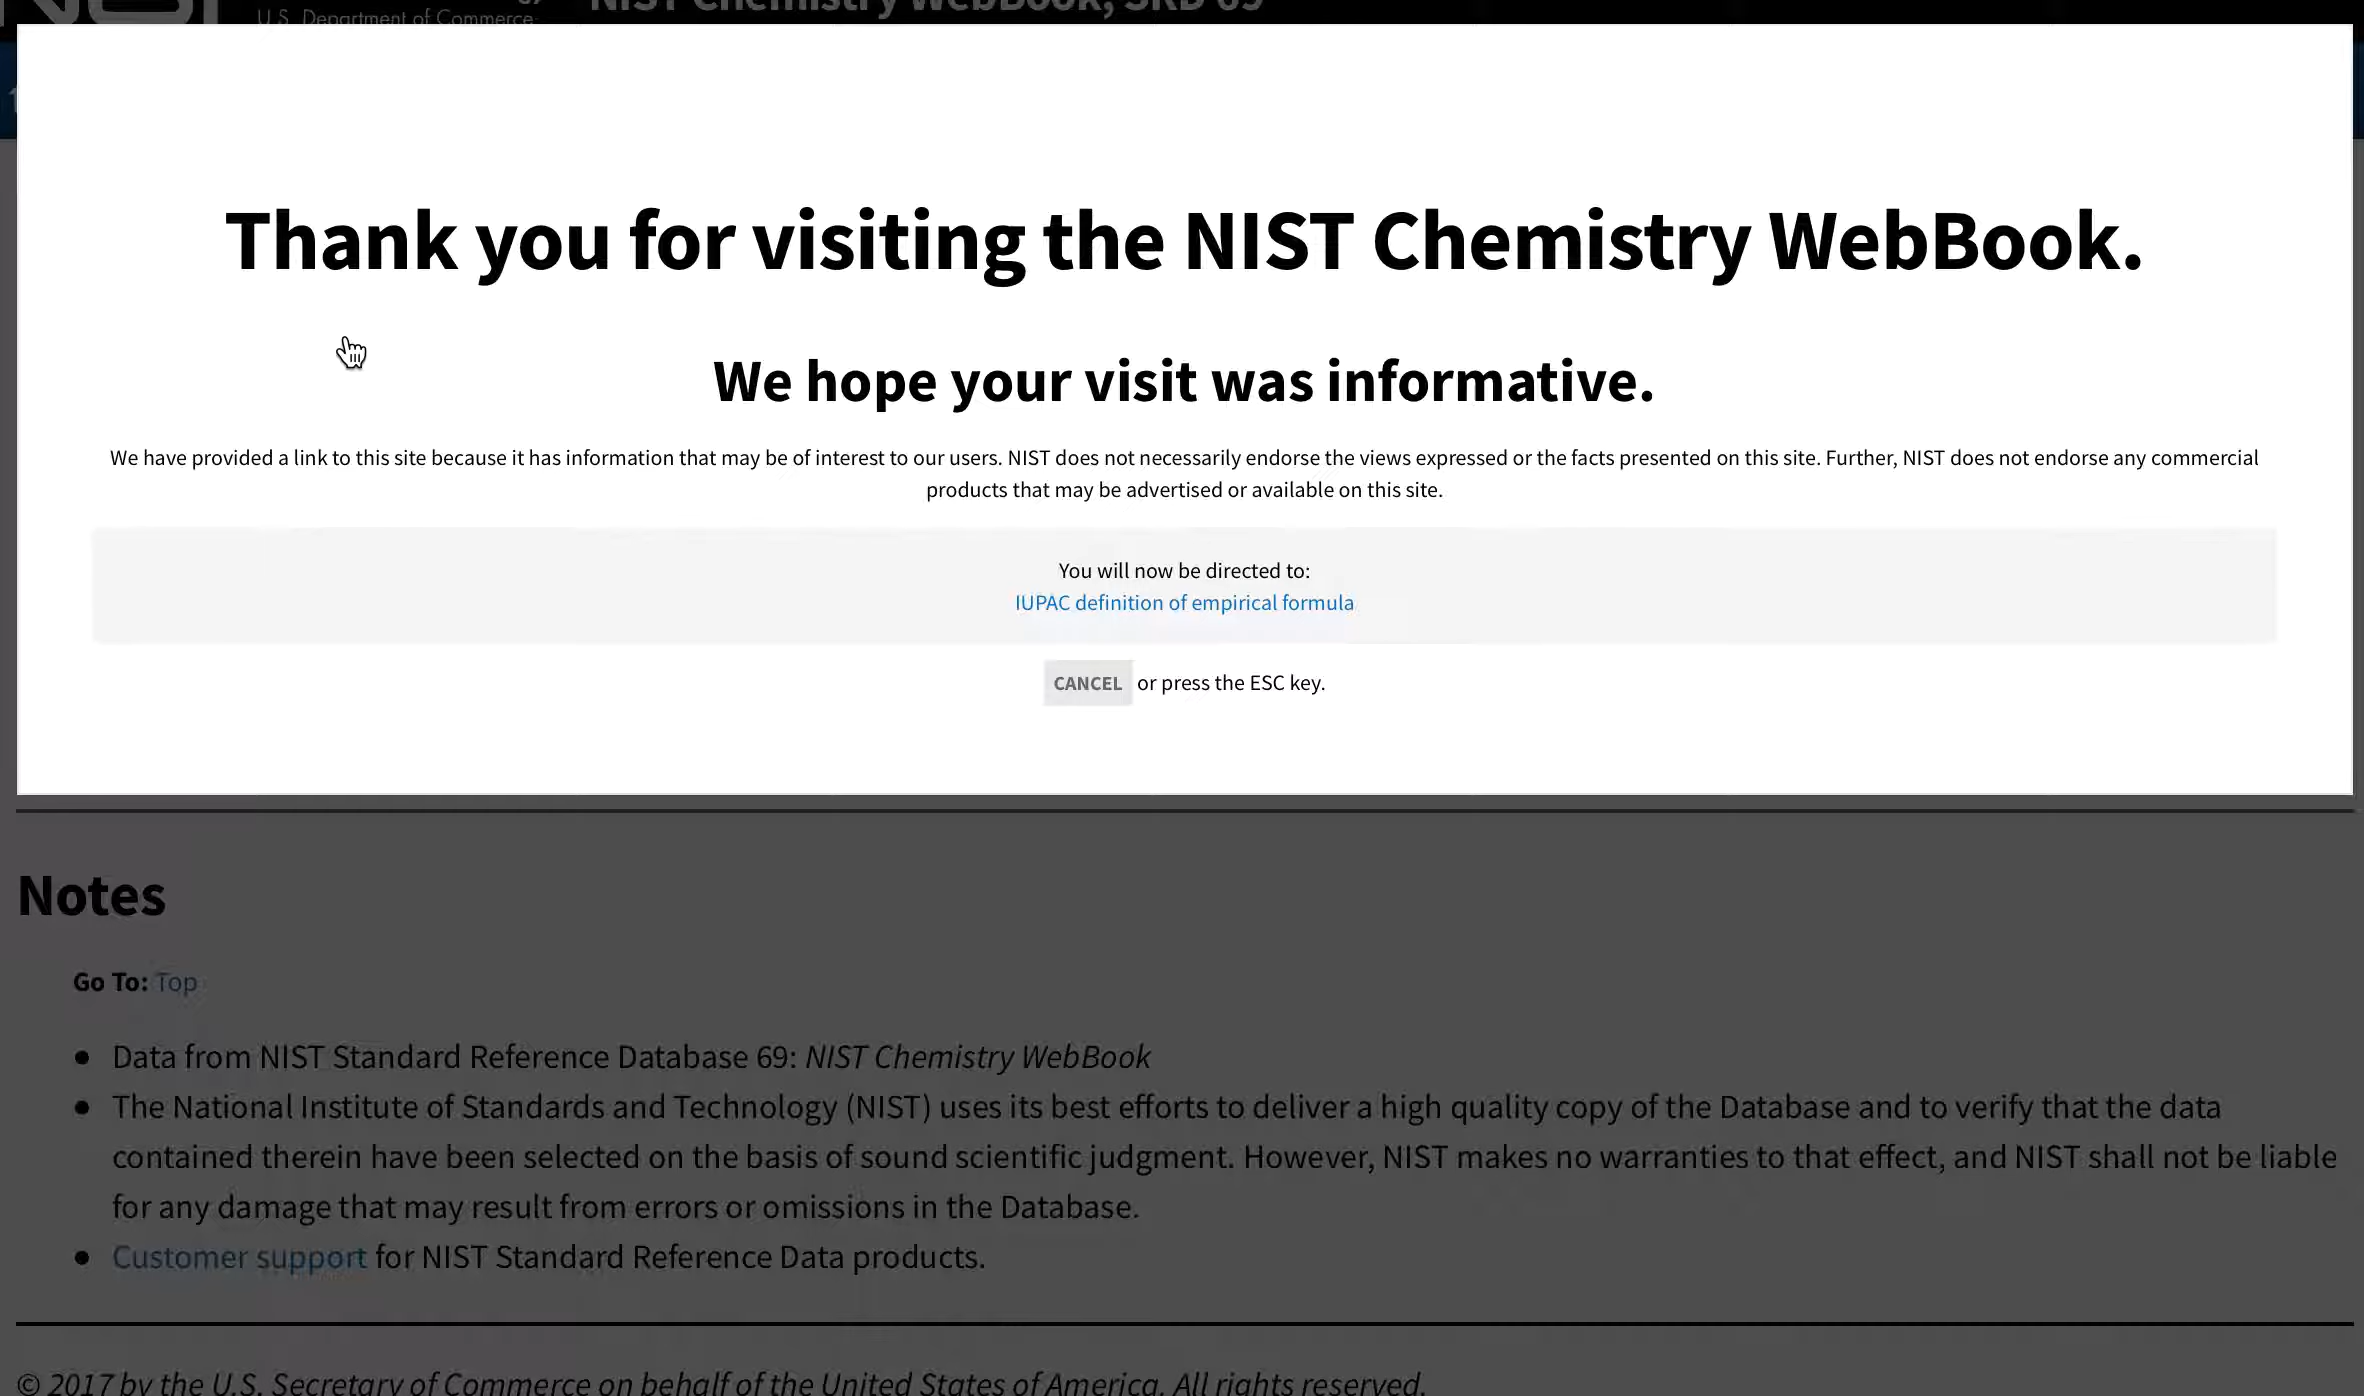 U.S. Department of Commerce
NIST Chemistry WebBook, SRD 69
Thank you for visiting the NIST Chemistry WebBook.
We hope your visit was informative.
We have provided a link to this site because it has information that may be of interest to our users. NIST does not necessarily endorse the views expressed or the facts presented on this site. Further, NIST does not endorse any commercial
products that may be advertised or available on this site.
You will now be directed to:
IUPAC definition of empirical formula
CANCEL or press the ESC key.
Notes
Go To: Top
• Data from NIST Standard Reference Database 69: NIST Chemistry WebBook
• The National Institute of Standards and Technology (NIST) uses its best efforts to deliver a high quality copy of the Database and to verify that the data
contained therein have been selected on the basis of sound scientific judgment. However, NIST makes no warranties to that effect, and NIST shall not be liable
for any damage that may result from errors or omissions in the Database.
• Customer support for NIST Standard Reference Data products.
© 2017 by the U.S. Secretary of Commerce on behalf of the United States of America. All rights reserved.